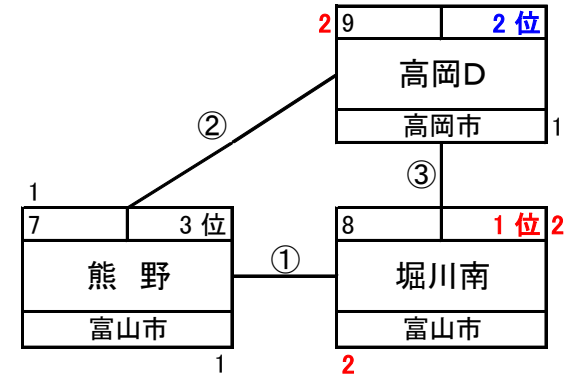 2 9 2 位
高岡D
高岡市 1
②
③
1
7 3 位
熊 野
富山市
1
①
8 1 位 2
堀川南
富山市
2